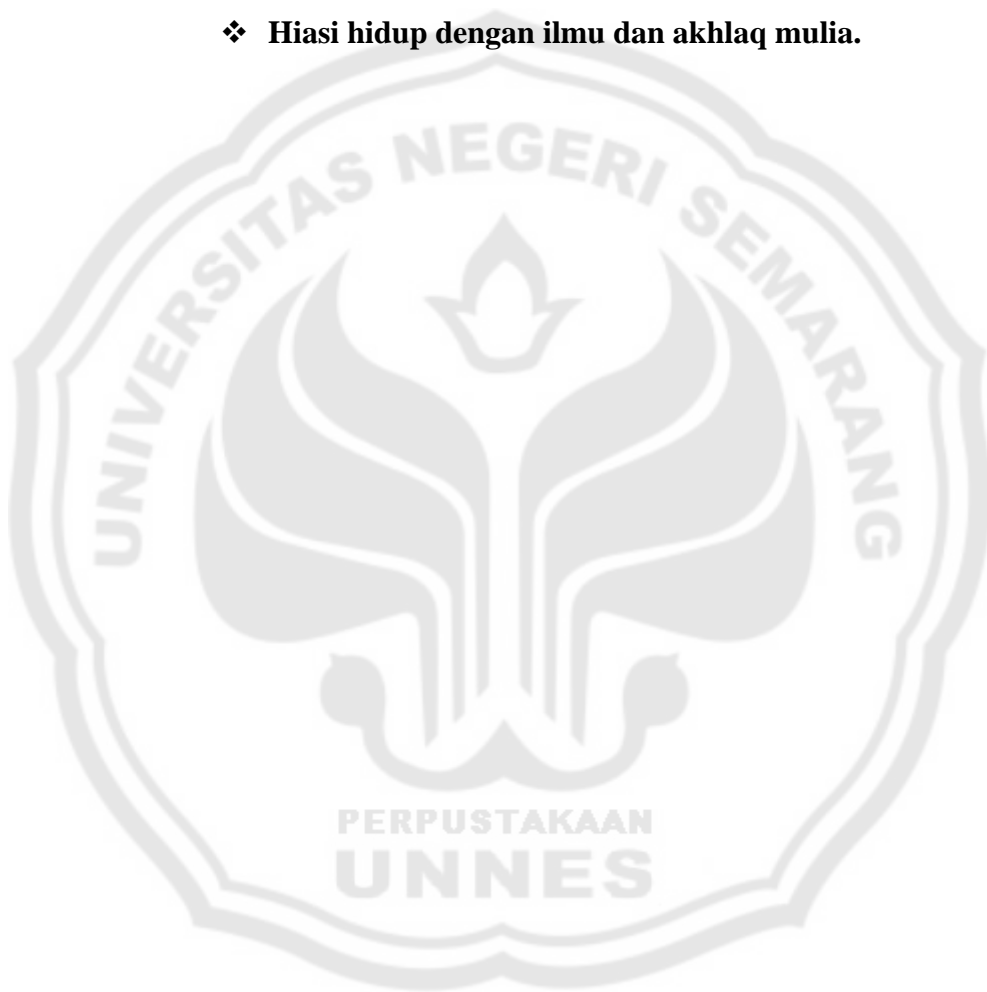 ❖ Hiasi hidup dengan ilmu dan akhlaq mulia.
UNIVERSITAS NEGERI SEMARANG
PERPUSTAKAAN
UNNES